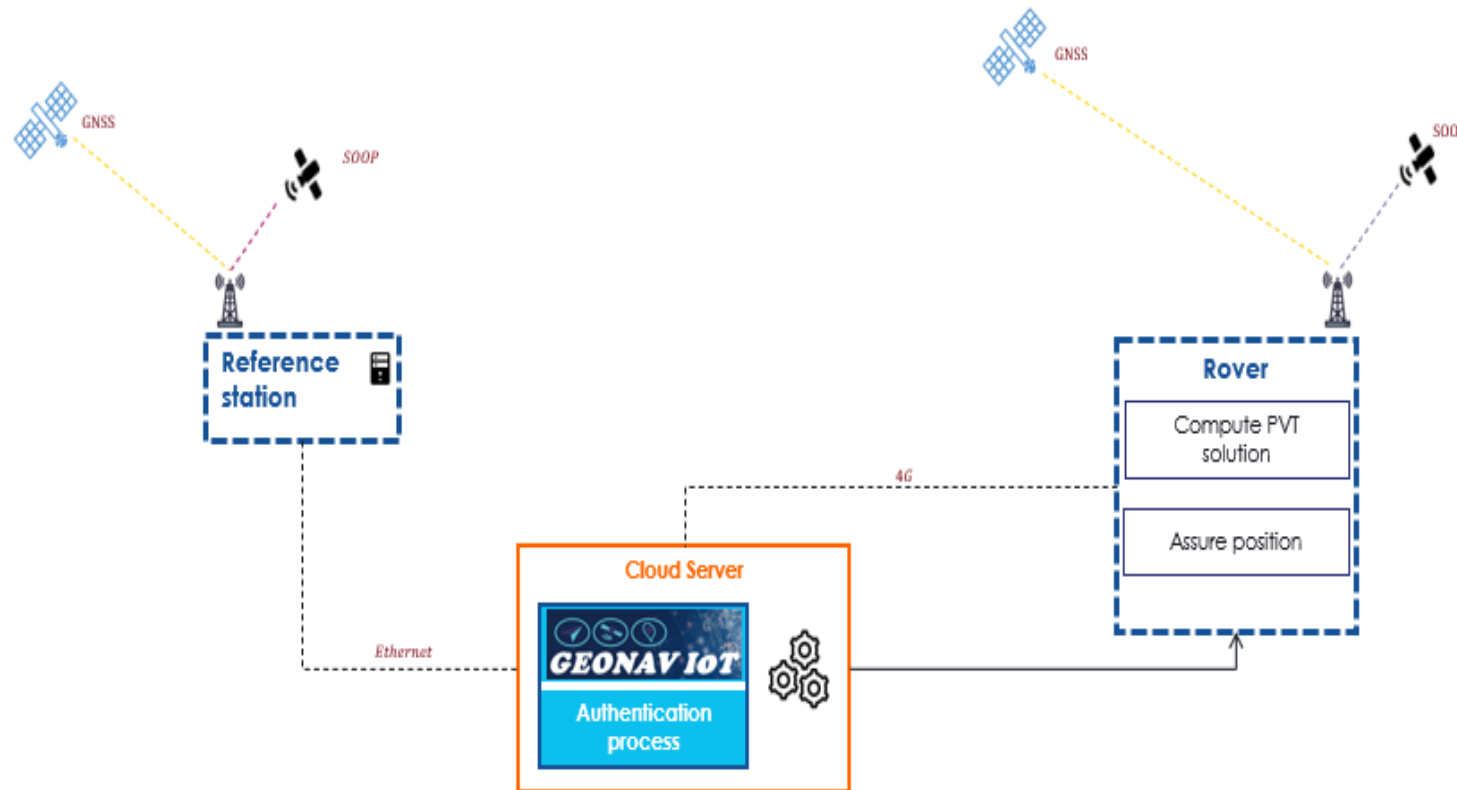 GNSS
GNSS
SOOP
SOO
Reference
station
Rover
Compute PVT
solution
4G
Assure position
Cloud Server
GEONAV IoT
Ethernet
Authentication
process